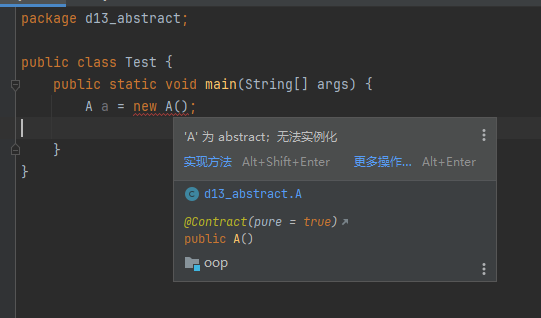 package d13_abstract;
public class Test {
public static void main(String[] args) {
A a = new A();
}
}
'A' 为 abstract；无法实例化
实现方法 Alt+Shift+Enter 更多操作... Alt+Enter
d13_abstract.A
@Contract(pure = true)
public A()
oop